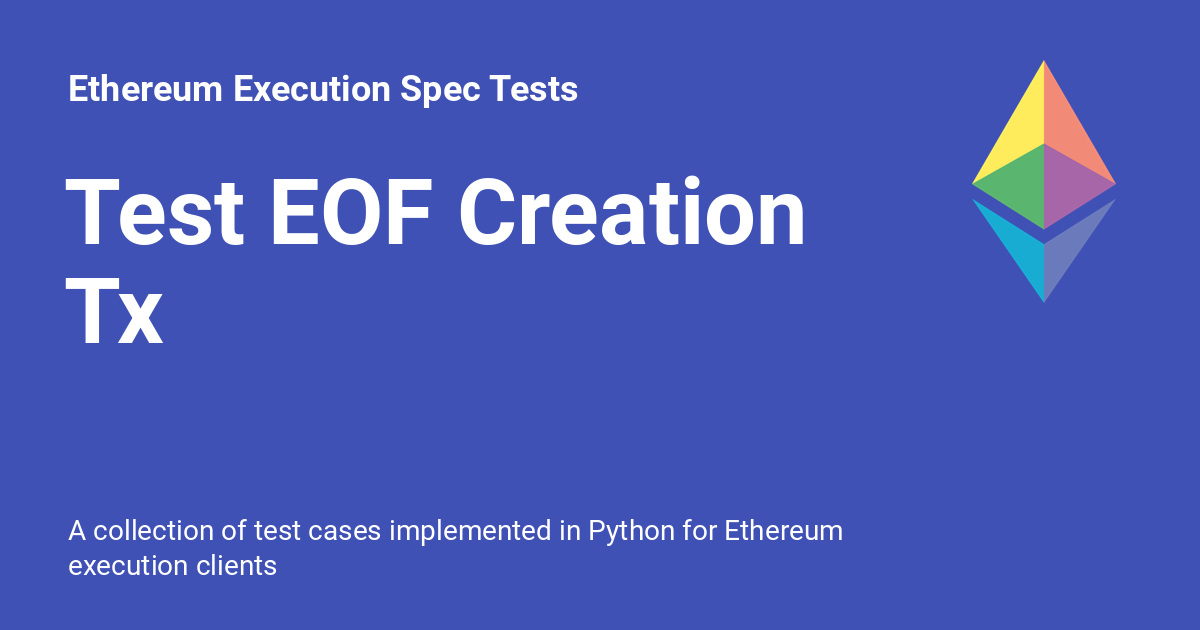 Ethereum Execution Spec Tests
Test EOF Creation
Tx
A collection of test cases implemented in Python for Ethereum
execution clients